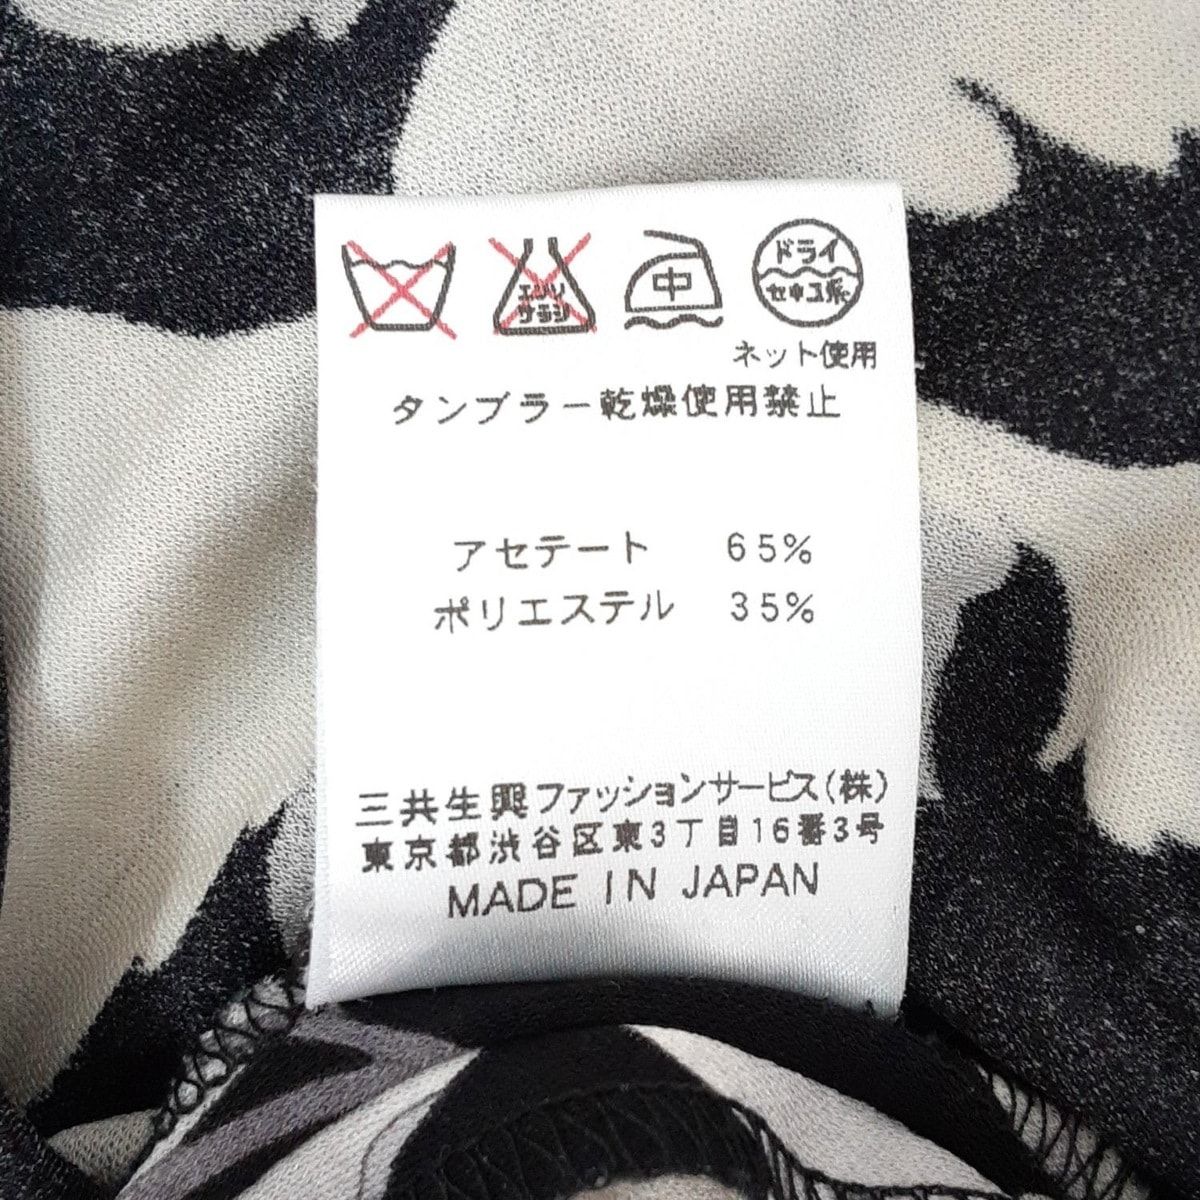 エンソ
サラシ
中
ドライ
セキユ系
ネット使用
タンブラー乾燥使用禁止
アセテート 65%
ポリエステル 35%
三共生興ファッションサービス(株)
東京都渋谷区東3丁目16番3号
MADE IN JAPAN